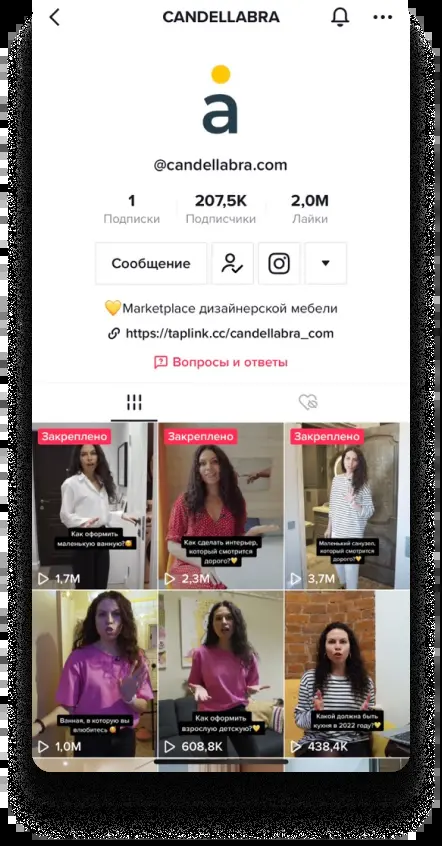 CANDELLABRA
a
@candellabra.com
1 207,5K 2,0M
Подписки Подписчики Лайки
Сообщение
💛Marketplace дизайнерской мебели
https://taplink.cc/candellabra_com
Вопросы и ответы
Закреплено
Как оформить
маленькую ванную?🥰
1,7M
Закреплено
Как сделать интерьер,
который смотрится
дорого?💛
2,3M
Закреплено
Маленький санузел,
который смотрится
дорого?💛
3,7M
Ванная, в которую вы
влюбитесь 🥰
1,0M
Как оформить
взрослую детскую?💛
608,8K
Какой должна быть
кухня в 2022 году?💛
438,4K